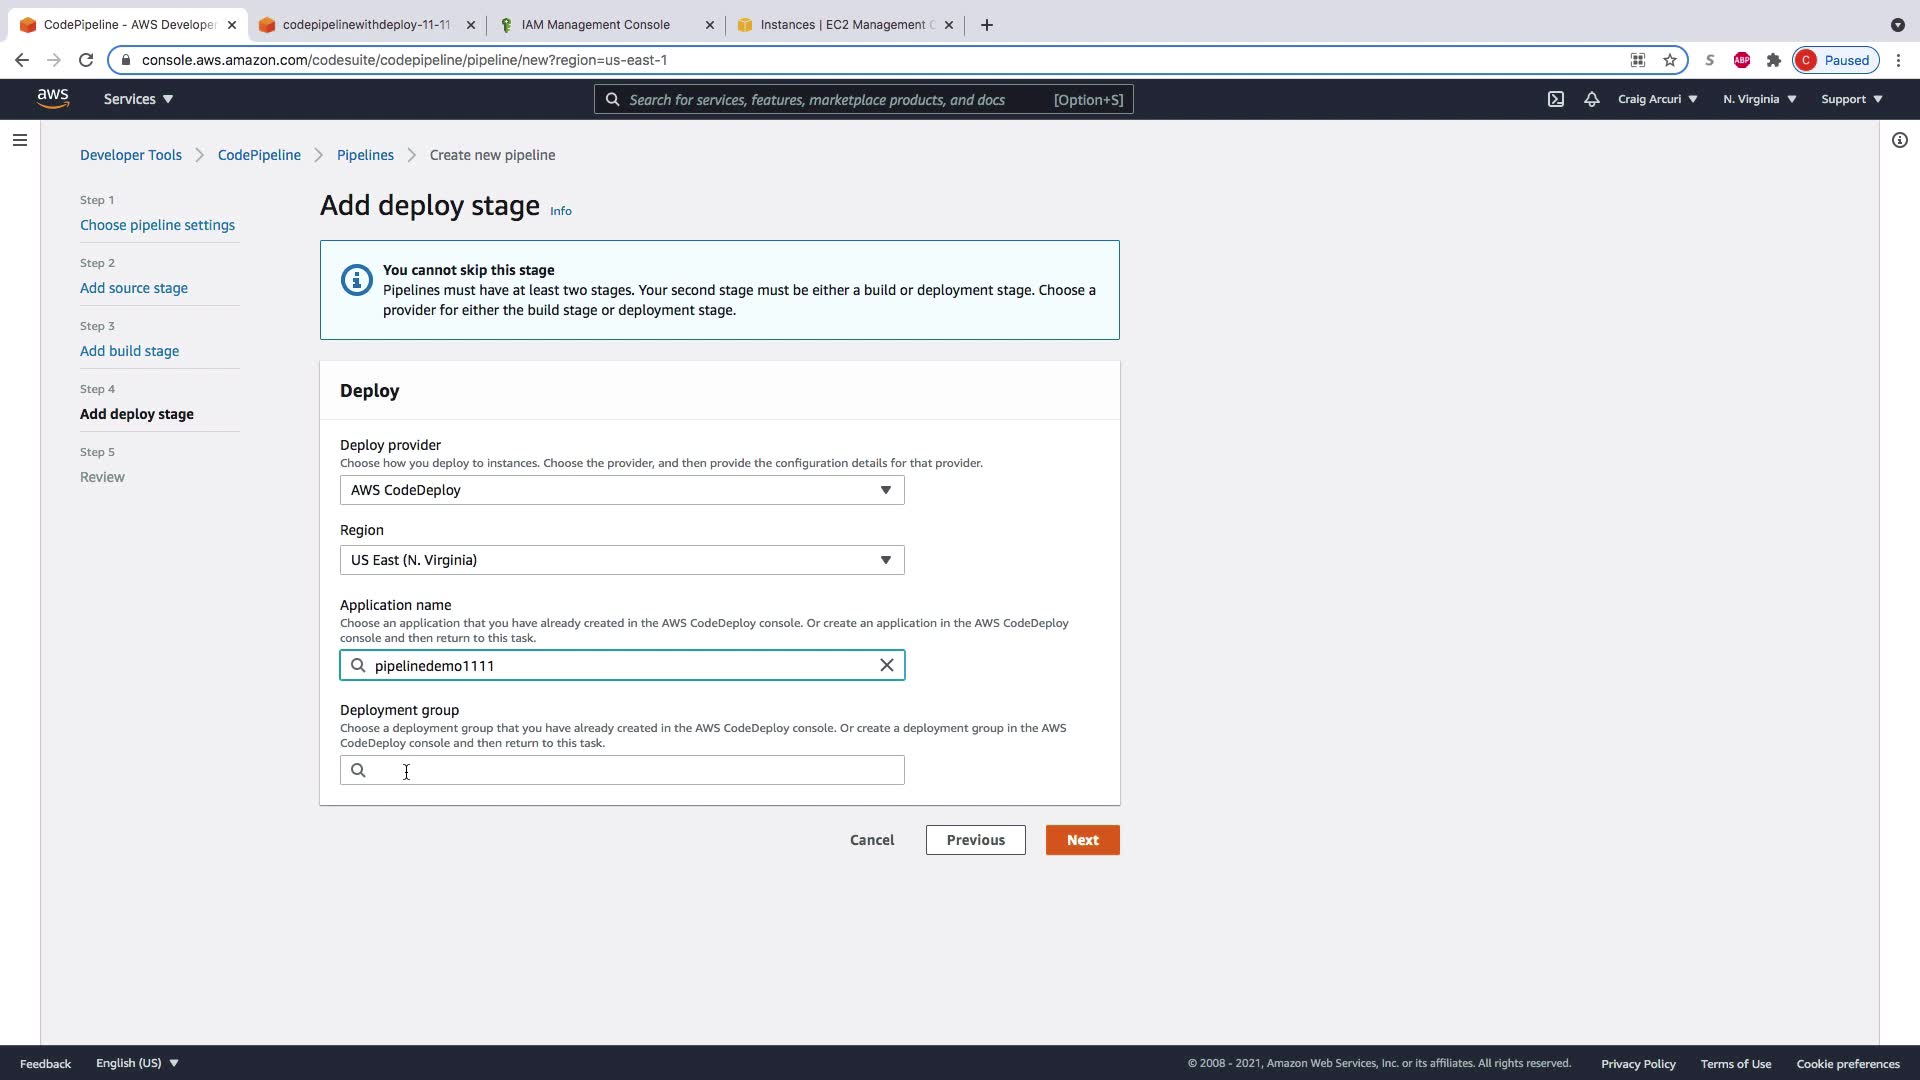 CodePipeline - AWS Developer
codepipelinewithdeploy-11-11
IAM Management Console
Instances | EC2 Management C
console.aws.amazon.com/codesuite/codepipeline/pipeline/new?region=us-east-1
S
ABP
C
Paused
aws
Services
Search for services, features, marketplace products, and docs
[Option+S]
Craig Arcuri
N. Virginia
Support
Developer Tools
CodePipeline
Pipelines
Create new pipeline
Step 1
Choose pipeline settings
Step 2
Add source stage
Step 3
Add build stage
Step 4
Add deploy stage
Step 5
Review
Add deploy stage Info
You cannot skip this stage
Pipelines must have at least two stages. Your second stage must be either a build or deployment stage. Choose a
provider for either the build stage or deployment stage.
Deploy
Deploy provider
Choose how you deploy to instances. Choose the provider, and then provide the configuration details for that provider.
AWS CodeDeploy
Region
US East (N. Virginia)
Application name
Choose an application that you have already created in the AWS CodeDeploy console. Or create an application in the AWS CodeDeploy
console and then return to this task.
pipelinedemo1111
Deployment group
Choose a deployment group that you have already created in the AWS CodeDeploy console. Or create a deployment group in the AWS
CodeDeploy console and then return to this task.
Cancel
Previous
Next
Feedback
English (US)
© 2008 - 2021, Amazon Web Services, Inc. or its affiliates. All rights reserved.
Privacy Policy
Terms of Use
Cookie preferences